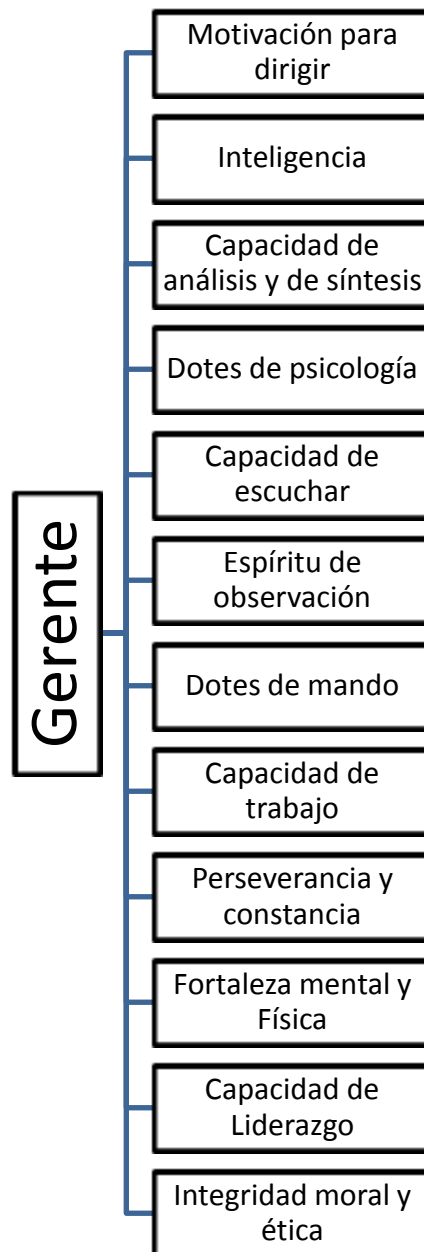 Gerente
Motivación para
dirigir
Inteligencia
Capacidad de
análisis y de síntesis
Dotes de psicología
Capacidad de
escuchar
Espíritu de
observación
Dotes de mando
Capacidad de
trabajo
Perseverancia y
constancia
Fortaleza mental y
Física
Capacidad de
Liderazgo
Integridad moral y
ética